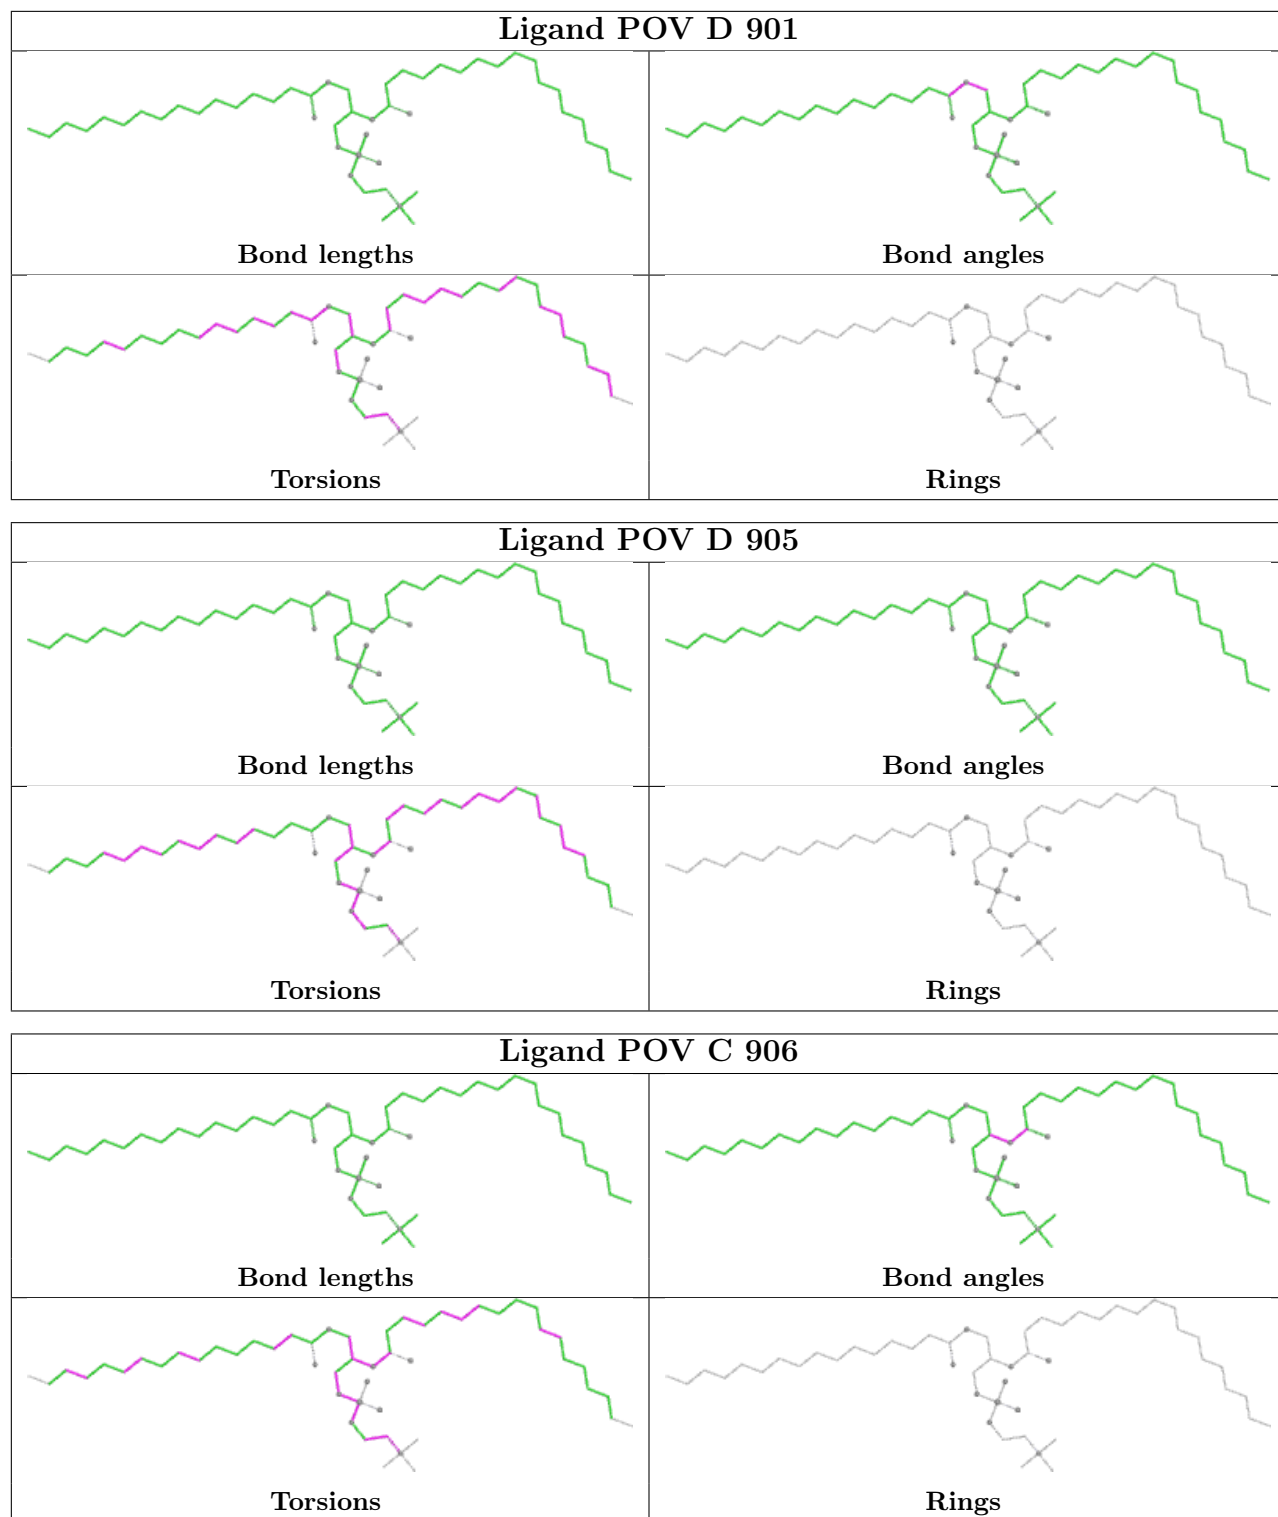 Ligand POV D 901
Bond lengths
Bond angles
Torsions
Rings
Ligand POV D 905
Bond lengths
Bond angles
Torsions
Rings
Ligand POV C 906
Bond lengths
Bond angles
Torsions
Rings